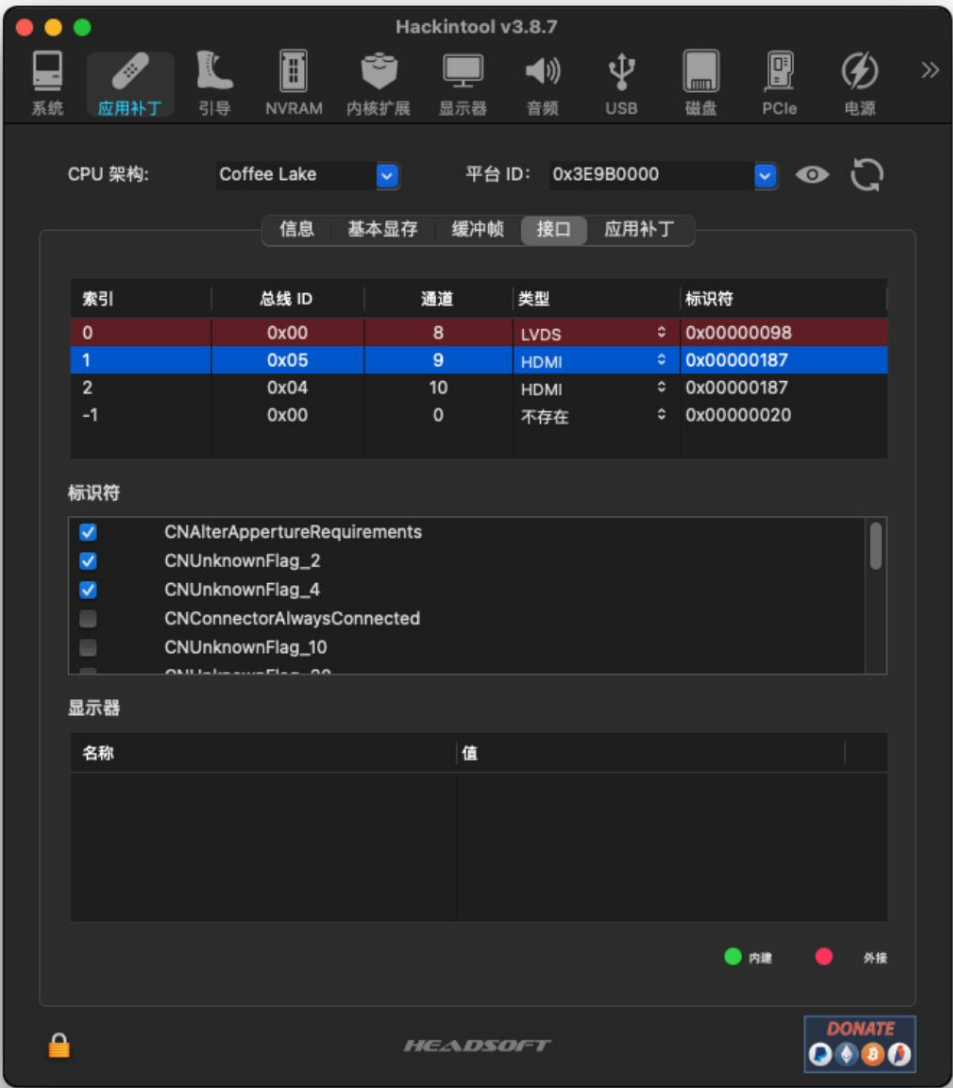 Hackintool v3.8.7
系统 应用补丁 引导 NVRAM 内核扩展 显示器 音频 USB 磁盘 PCIe 电源
CPU 架构: Coffee Lake 平台 ID: 0x3E9B0000
信息 基本显存 缓冲帧 接口 应用补丁
索引 总线 ID 通道 类型 标识符
0 0x00 8 LVDS 0x00000098
1 0x05 9 HDMI 0x00000187
2 0x04 10 HDMI 0x00000187
-1 0x00 0 不存在 0x00000020
标识符
CNAlterAppertureRequirements
CNUnknownFlag_2
CNUnknownFlag_4
CNConnectorAlwaysConnected
CNUnknownFlag_10
显示器
名称 值
内建 外接
HEADSOFT
DONATE